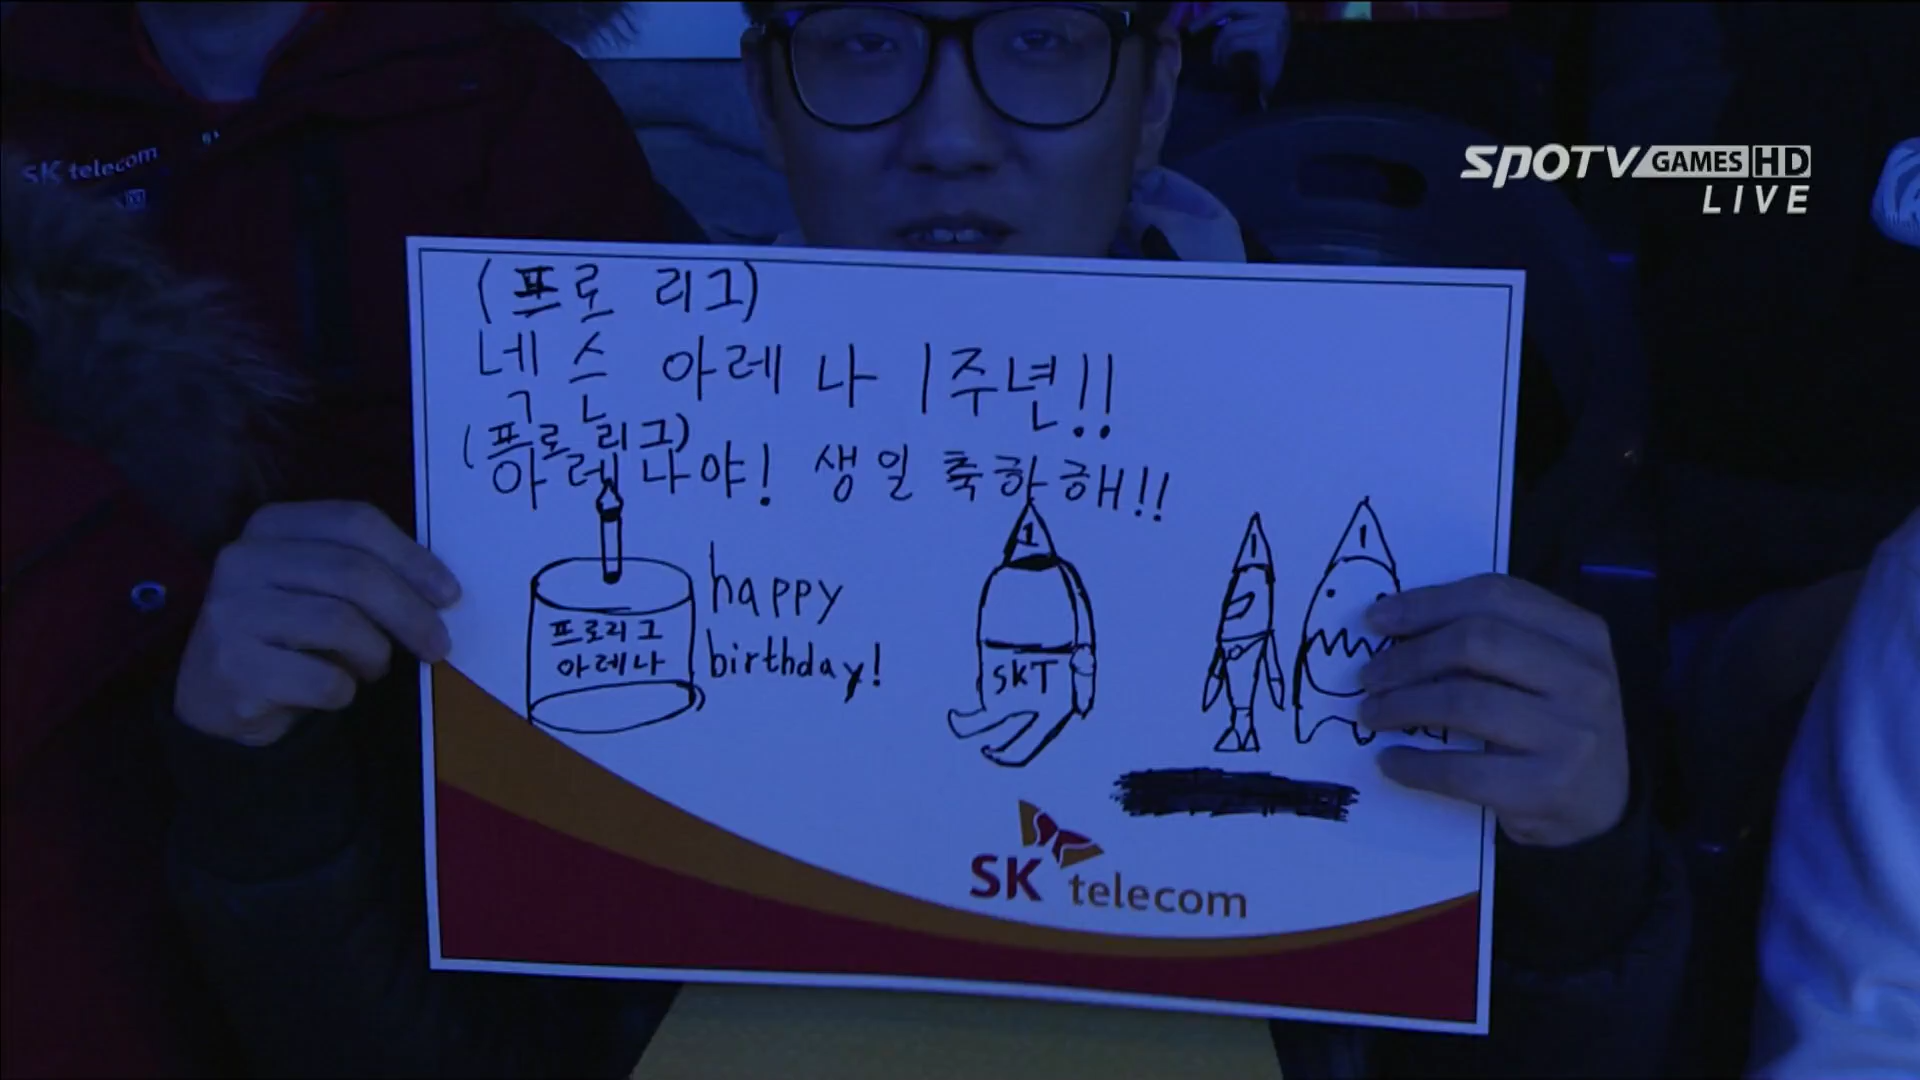 SK telecom
SPOTV GAMES HD
LIVE
(프로 리그)
넥슨 아레나 1주년!!
(프로리그)
아레나야! 생일 축하해!!
1
1
1
happy
birthday!
프로리그
아레나
SKT
SK telecom